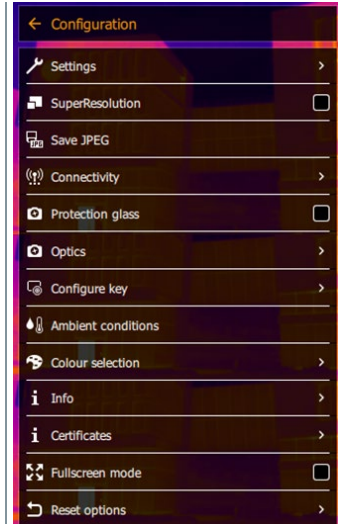 Configuration
Settings
SuperResolution
JPG
Save JPEG
Connectivity
Protection glass
Optics
Configure key
Ambient conditions
Colour selection
Info
Certificates
Fullscreen mode
Reset options